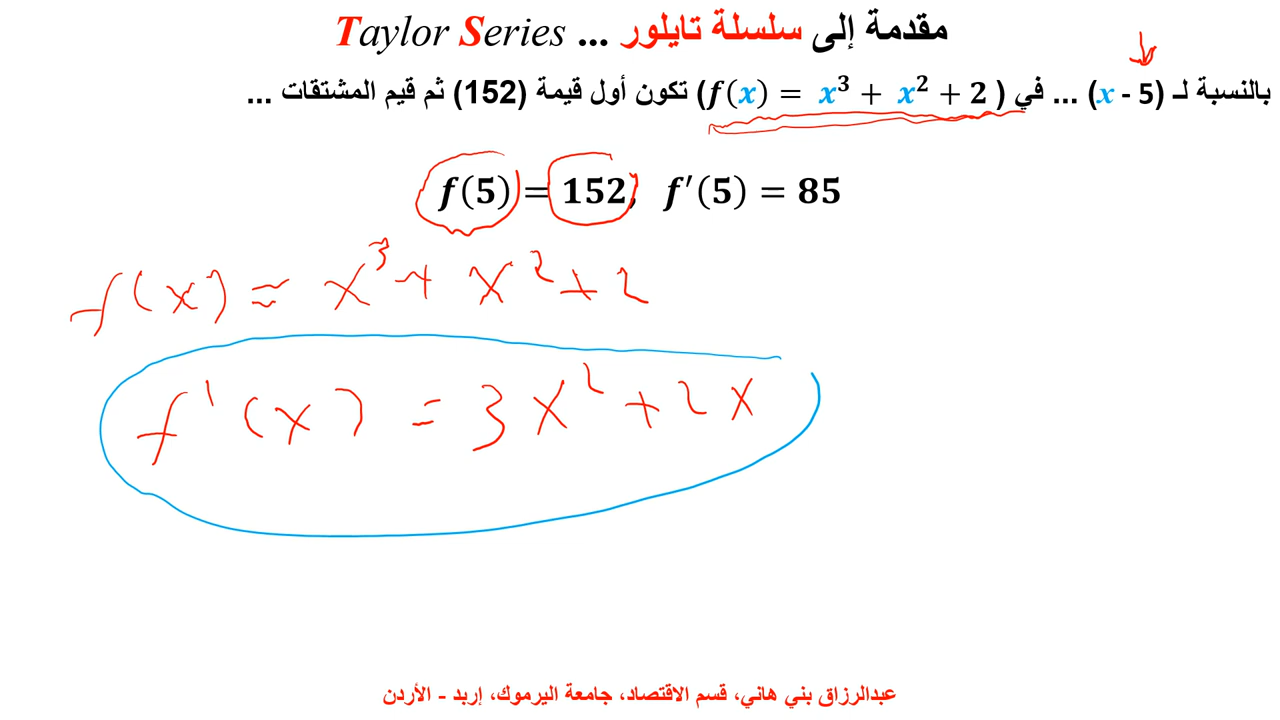 مقدمة إلى سلسلة تايلور ... Taylor Series
بالنسبة لـ (x - 5) ... في ( f(x) = x³ + x² + 2) تكون أول قيمة (152) ثم قيم المشتقات ...
f(5) = 152, f′(5) = 85
f(x) = x³ + x² + 2
f'(x) = 3x² + 2x
عبدالرزاق بني هاني، قسم الاقتصاد، جامعة اليرموك، إربد - الأردن